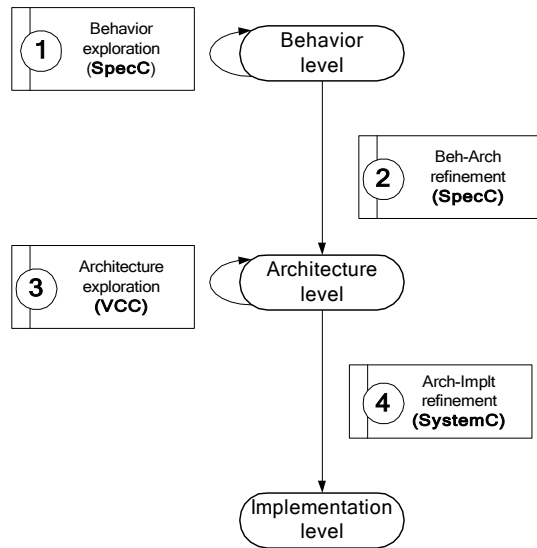 1
Behavior
exploration
(SpecC)
Behavior
level
2
Beh-Arch
refinement
(SpecC)
3
Architecture
exploration
(VCC)
Architecture
level
4
Arch-Implt
refinement
(SystemC)
Implementation
level